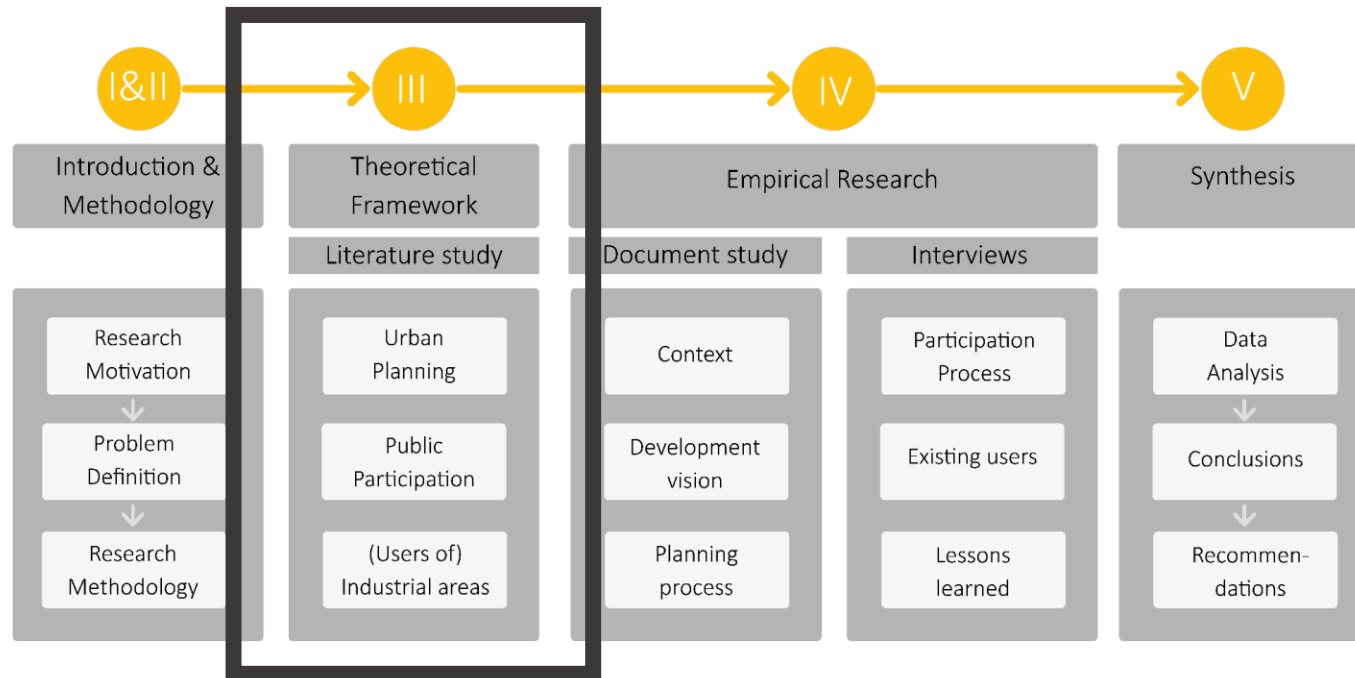 I&II
III
IV
V
Introduction &
Methodology
Theoretical
Framework
Empirical Research
Synthesis
Literature study
Document study
Interviews
Research
Motivation
Problem
Definition
Research
Methodology
Urban
Planning
Public
Participation
(Users of)
Industrial areas
Context
Development
vision
Planning
process
Participation
Process
Existing users
Lessons
learned
Data
Analysis
Conclusions
Recommen-
dations